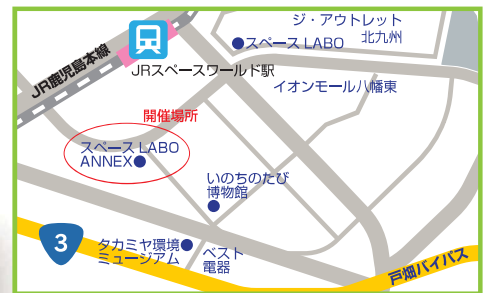 ジ・アウトレット
北九州
スペース LABO
JR鹿児島本線
JRスペースワールド駅
イオンモール八幡東
開催場所
スペース LABO
ANNEX
いのちのたび
博物館
3
タカミヤ環境
ミュージアム
ベスト
電器
戸畑バイパス